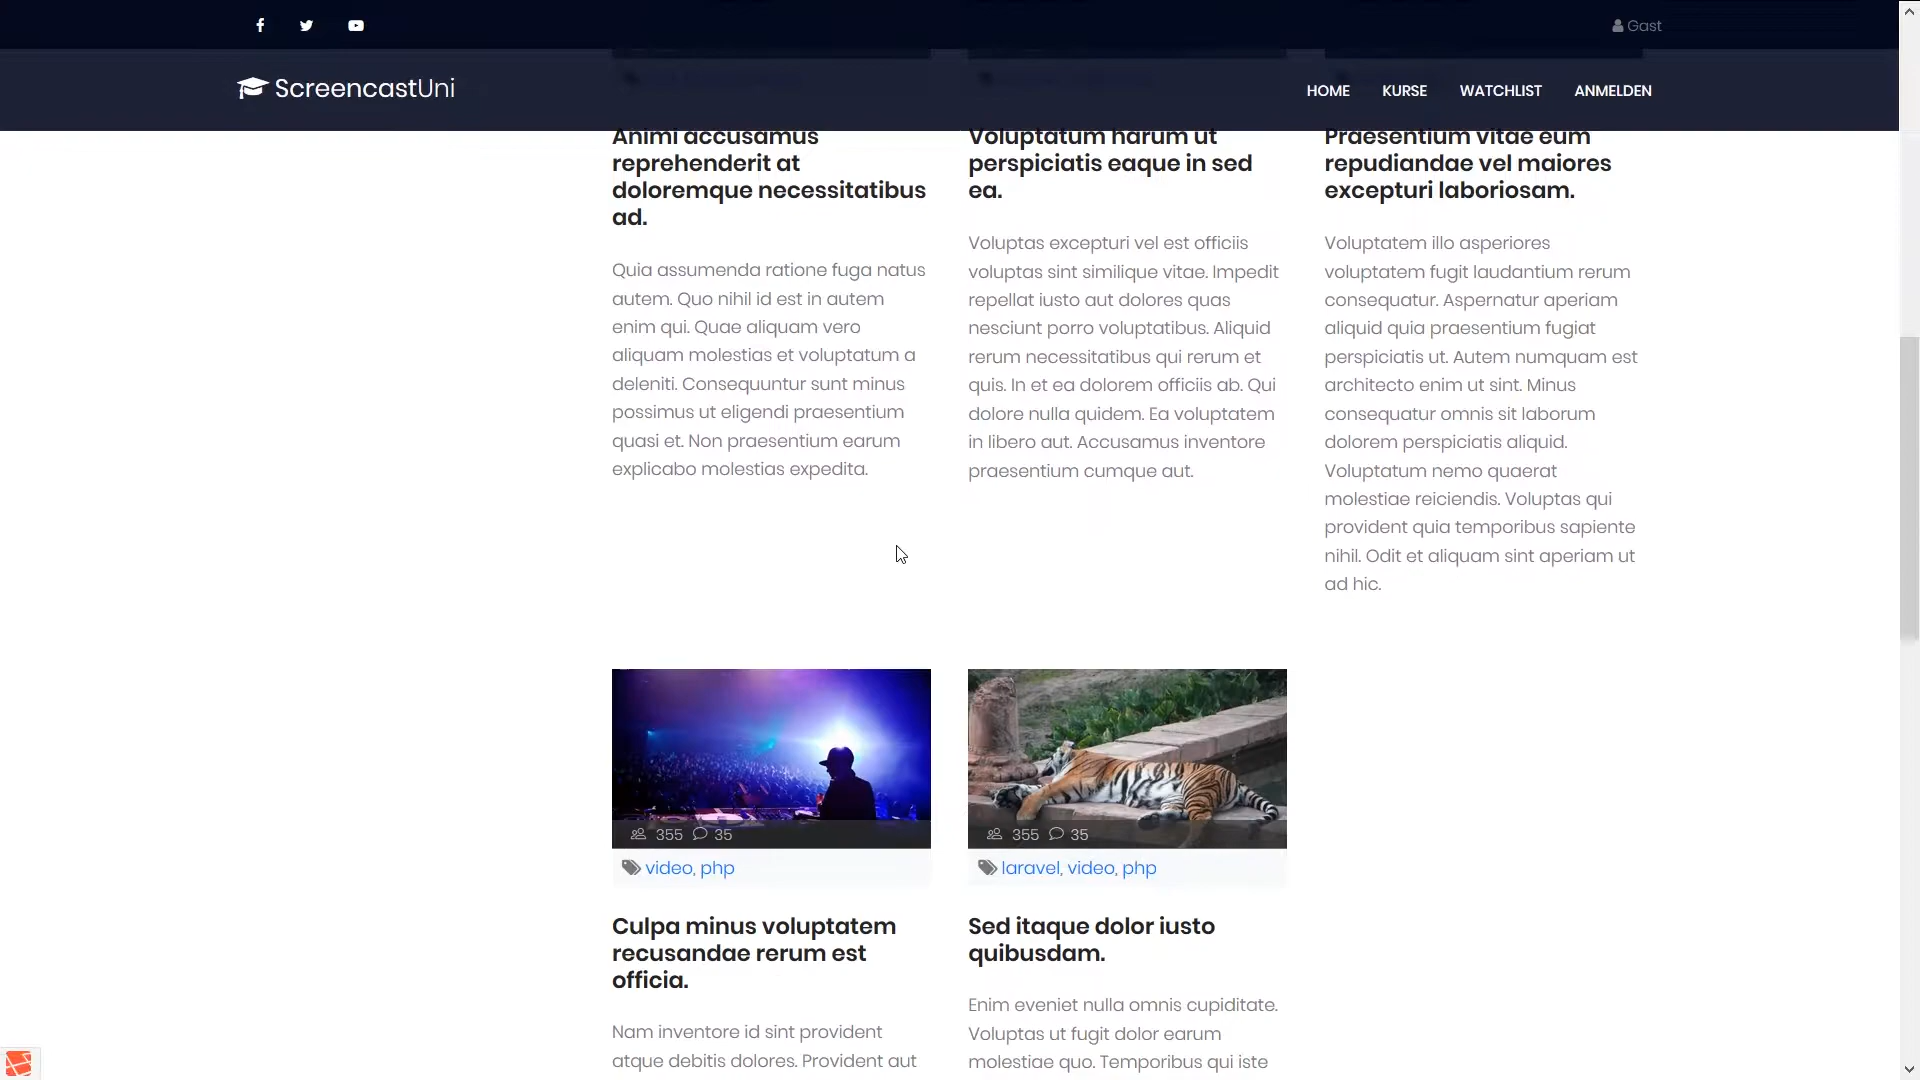 Gast
ScreencastUni
HOME KURSE WATCHLIST ANMELDEN
Animi accusamus
reprehenderit at
doloremque necessitatibus
ad.
Quia assumenda ratione fuga natus
autem. Quo nihil id est in autem
enim qui. Quae aliquam vero
aliquam molestias et voluptatum a
deleniti. Consequuntur sunt minus
possimus ut eligendi praesentium
quasi et. Non praesentium earum
explicabo molestias expedita.
Voluptatum harum ut
perspiciatis eaque in sed
ea.
Voluptas excepturi vel est officiis
voluptas sint similique vitae. Impedit
repellat iusto aut dolores quas
nesciunt porro voluptatibus. Aliquid
rerum necessitatibus qui rerum et
quis. In et ea dolorem officiis ab. Qui
dolore nulla quidem. Ea voluptatem
in libero aut. Accusamus inventore
praesentium cumque aut.
Praesentium vitae eum
repudiandae vel maiores
excepturi laboriosam.
Voluptatem illo asperiores
voluptatem fugit laudantium rerum
consequatur. Aspernatur aperiam
aliquid quia praesentium fugiat
perspiciatis ut. Autem numquam est
architecto enim ut sint. Minus
consequatur omnis sit laborum
dolorem perspiciatis aliquid.
Voluptatum nemo quaerat
molestiae reiciendis. Voluptas qui
provident quia temporibus sapiente
nihil. Odit et aliquam sint aperiam ut
ad hic.
355 35
video, php
Culpa minus voluptatem
recusandae rerum est
officia.
Nam inventore id sint provident
atque debitis dolores. Provident aut
355 35
laravel, video, php
Sed itaque dolor iusto
quibusdam.
Enim eveniet nulla omnis cupiditate.
Voluptas ut fugit dolor earum
molestiae quo. Temporibus qui iste